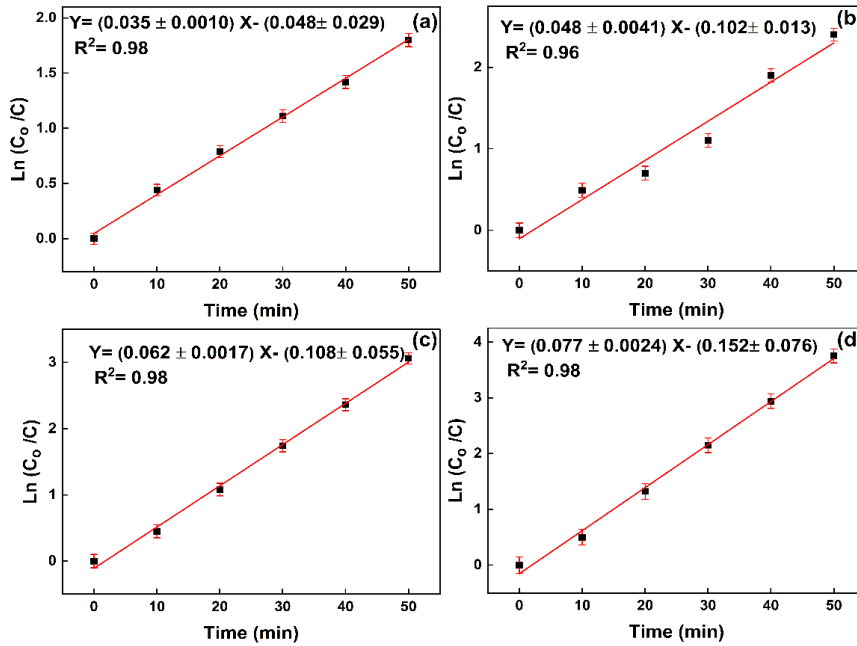 Y= (0.035 ± 0.0010) X- (0.048± 0.029) (a)
R²= 0.98
2.0
1.5
1.0
0.5
0.0
Ln (C₀ /C)
0 10 20 30 40 50
Time (min)
Y= (0.048 ± 0.0041) X- (0.102± 0.013) (b
R²= 0.96
2
1
0
Ln (C₀ /C)
0 10 20 30 40 50
Time (min)
Y= (0.062 ± 0.0017) X- (0.108± 0.055) (c)
R²= 0.98
3
2
1
0
Ln (C₀ /C)
0 10 20 30 40 50
Time (min)
Y= (0.077 ± 0.0024) X- (0.152± 0.076) (d
R²= 0.98
4
3
2
1
0
Ln (C₀ /C)
0 10 20 30 40 50
Time (min)